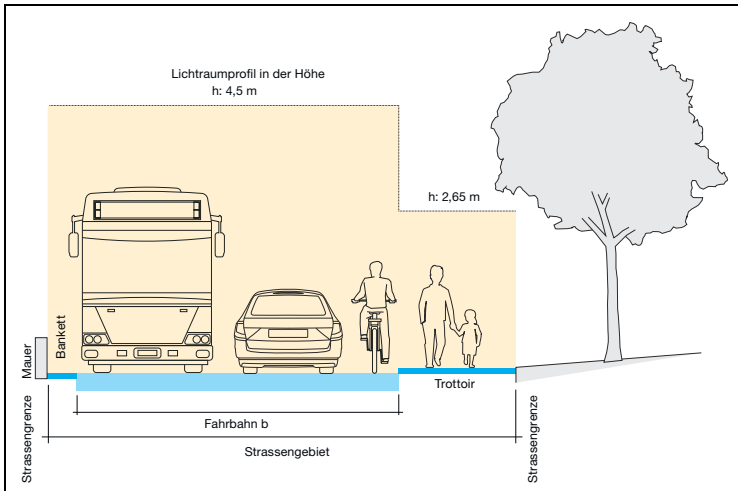 Lichtraumprofil in der Höhe
h: 4,5 m
h: 2,65 m
Mauer
Bankett
Trottoir
Fahrbahn b
Strassengebiet
Strassengrenze
Strassengrenze